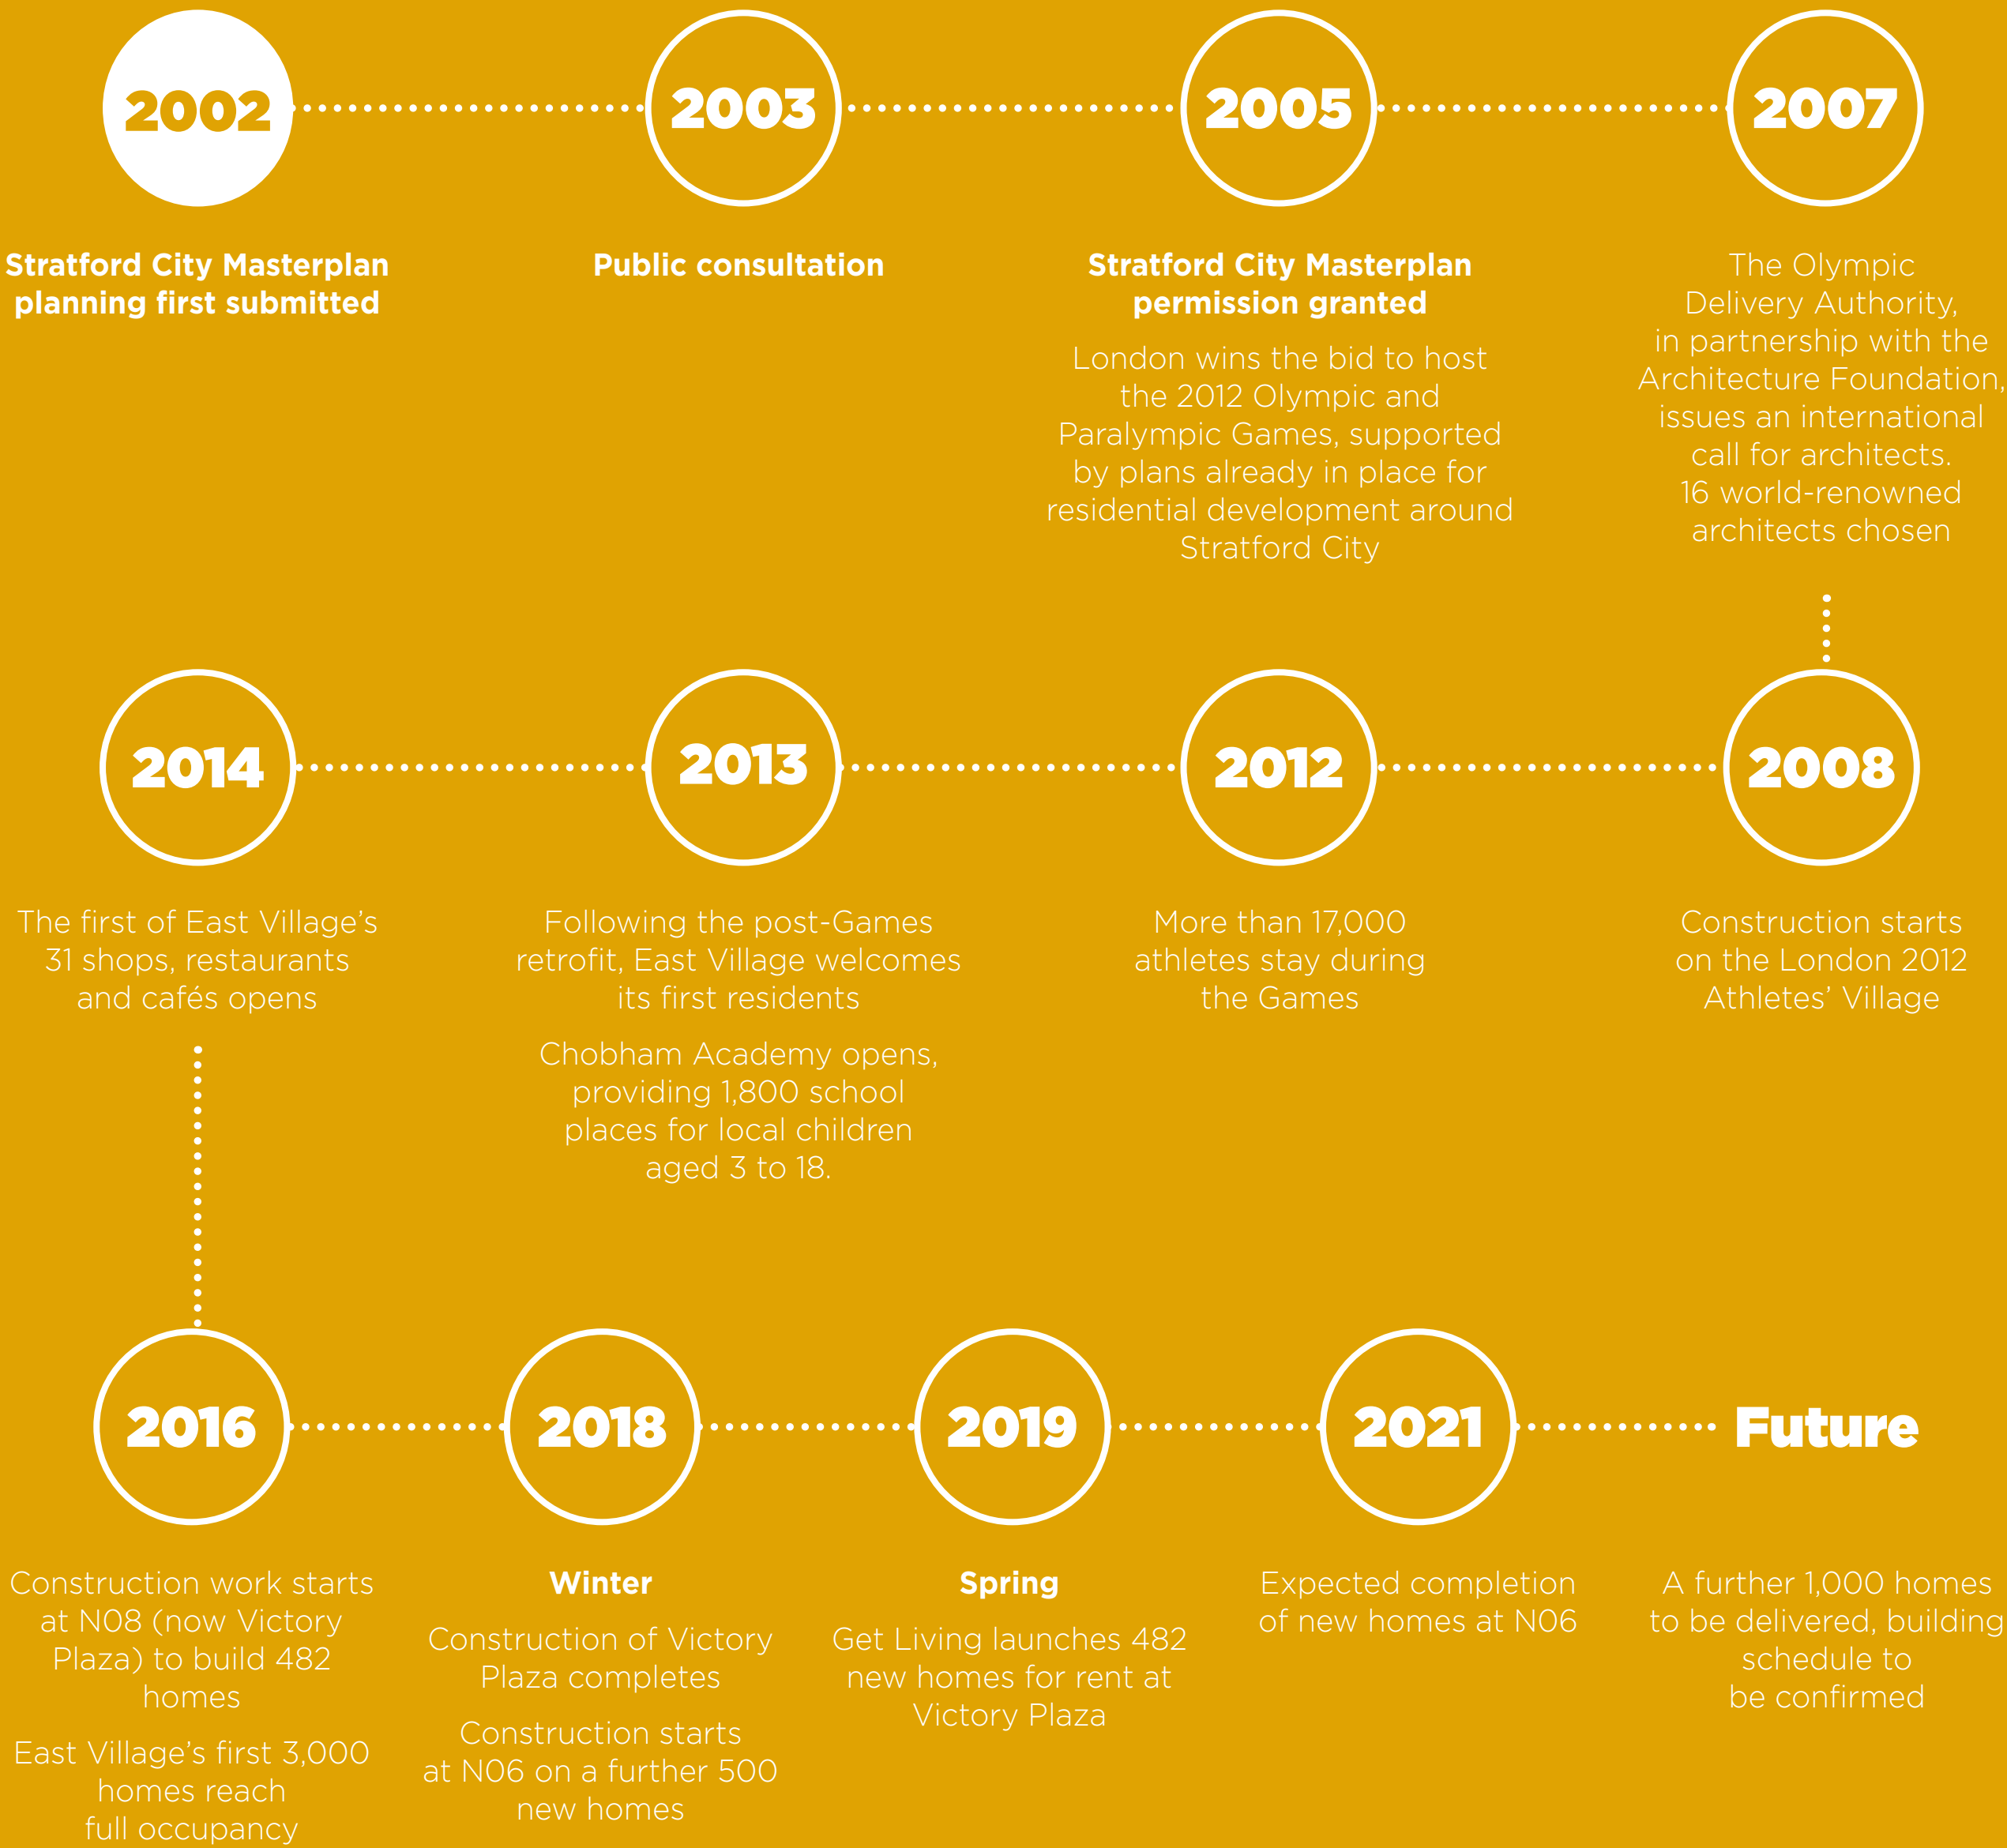 2002
Stratford City Masterplan
planning first submitted
2003
Public consultation
2005
Stratford City Masterplan
permission granted
London wins the bid to host
the 2012 Olympic and
Paralympic Games, supported
by plans already in place for
residential development around
Stratford City
2007
The Olympic
Delivery Authority,
in partnership with the
Architecture Foundation,
issues an international
call for architects.
16 world-renowned
architects chosen
2008
Construction starts
on the London 2012
Athletes’ Village
2012
More than 17,000
athletes stay during
the Games
2013
Following the post-Games
retrofit, East Village welcomes
its first residents
Chobham Academy opens,
providing 1,800 school
places for local children
aged 3 to 18.
2014
The first of East Village’s
31 shops, restaurants
and cafés opens
2016
Construction work starts
at N08 (now Victory
Plaza) to build 482
homes
East Village’s first 3,000
homes reach
full occupancy
2018
Winter
Construction of Victory
Plaza completes
Construction starts
at N06 on a further 500
new homes
2019
Spring
Get Living launches 482
new homes for rent at
Victory Plaza
2021
Expected completion
of new homes at N06
Future
A further 1,000 homes
to be delivered, building
schedule to
be confirmed